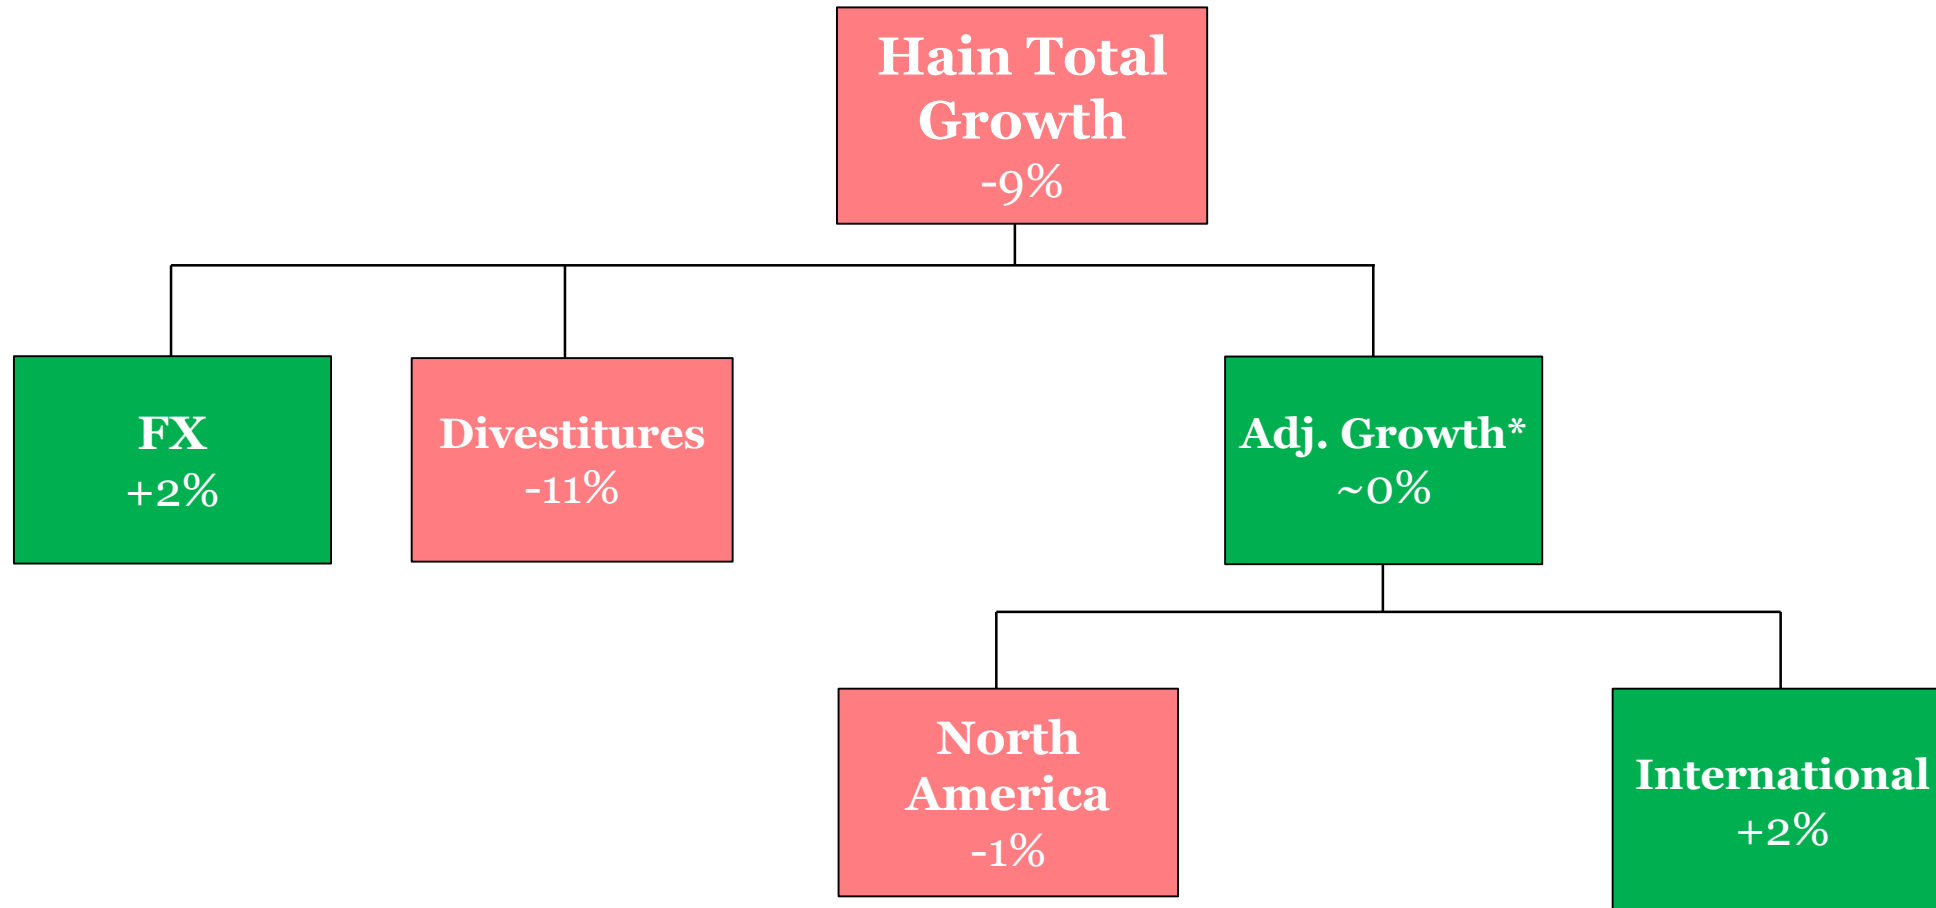 Hain Total
Growth
-9%
FX
+2%
Divestitures
-11%
Adj. Growth*
~0%
North
America
-1%
International
+2%